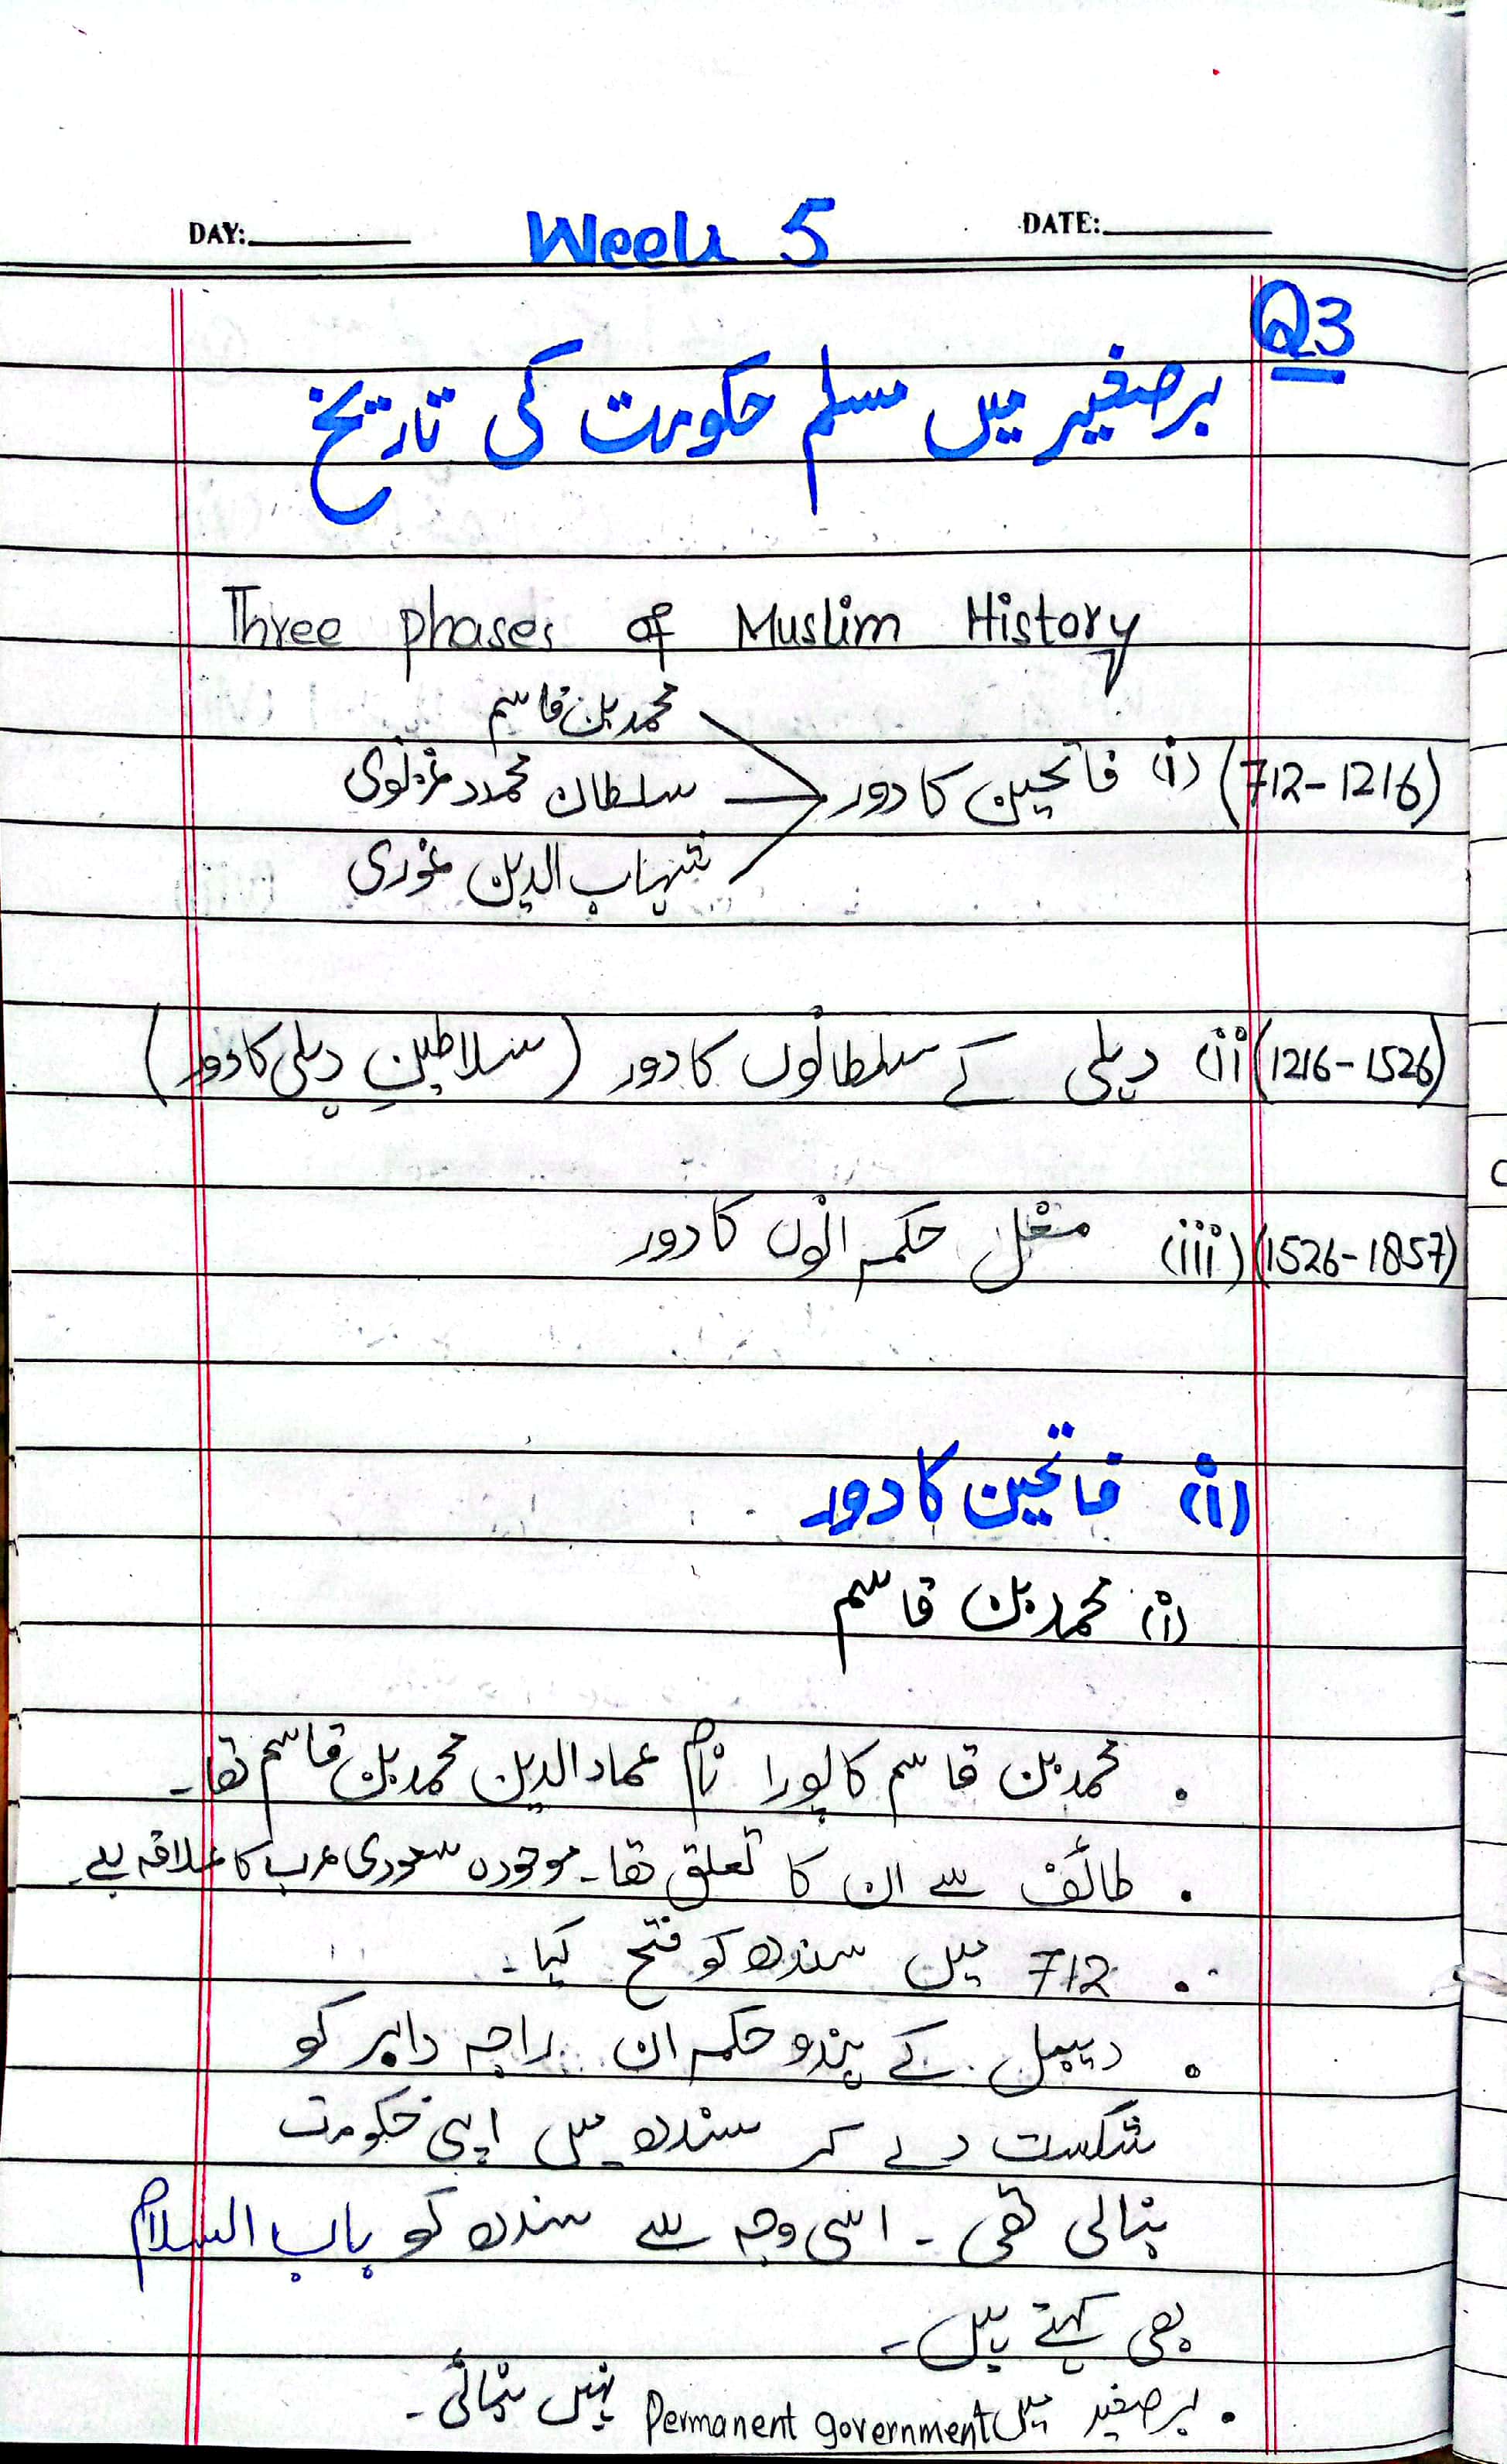 DAY: Week 5 DATE:
Q3
برصغیر میں مسلم حکومت کی تاریخ
Three phases of Muslim History
محمد بن قاسم
(712-1216) (i) فاتحین کا دور سلطان محمود غزنوی
شہاب الدین غوری
(1216-1526) (ii دہلی کے سلطانوں کا دور (سلاطینِ دہلی کا دور)
(1526-1857) (iii) مغل حکمرانوں کا دور
(i) فاتحین کا دور
(i) محمد بن قاسم
. محمد بن قاسم کا پورا نام عماد الدین محمد بن قاسم تھا۔
. طائف سے ان کا تعلق تھا۔ موجودہ سعودی عرب کا علاقہ ہے۔
. 712 میں سندھ کو فتح کیا۔
. دیبل کے ہندو حکمران راجہ داہر کو
شکست دے کر سندھ میں اپنی حکومت
بنالی تھی ۔ اسی وجہ سے سندھ کو باب السلام
بھی کہتے ہیں۔
. برصغیر میں Permanent government نہیں بنائی۔